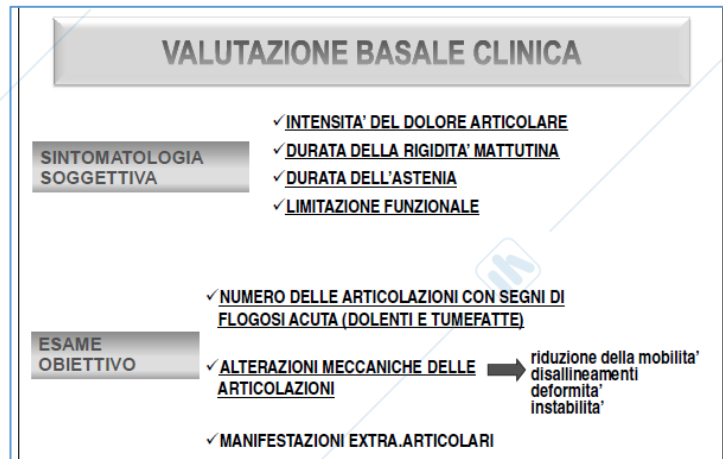 VALUTAZIONE BASALE CLINICA
SINTOMATOLOGIA
SOGGETTIVA
✓INTENSITA' DEL DOLORE ARTICOLARE
✓DURATA DELLA RIGIDITA' MATTUTINA
✓DURATA DELL'ASTENIA
✓LIMITAZIONE FUNZIONALE
ESAME
OBIETTIVO
✓NUMERO DELLE ARTICOLAZIONI CON SEGNI DI
FLOGOSI ACUTA (DOLENTI E TUMEFATTE)
✓ALTERAZIONI MECCANICHE DELLE
ARTICOLAZIONI
riduzione della mobilita'
disallineamenti
deformita'
instabilita'
✓MANIFESTAZIONI EXTRA.ARTICOLARI